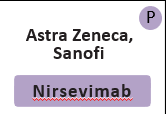 P
Astra Zeneca,
Sanofi
Nirsevimab